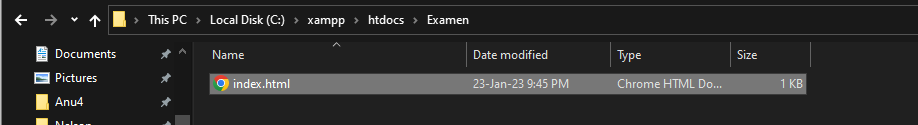 This PC > Local Disk (C:) > xampp > htdocs > Examen
Documents
Pictures
Anu4
Name Date modified Type Size
index.html 23-Jan-23 9:45 PM Chrome HTML Do... 1 KB